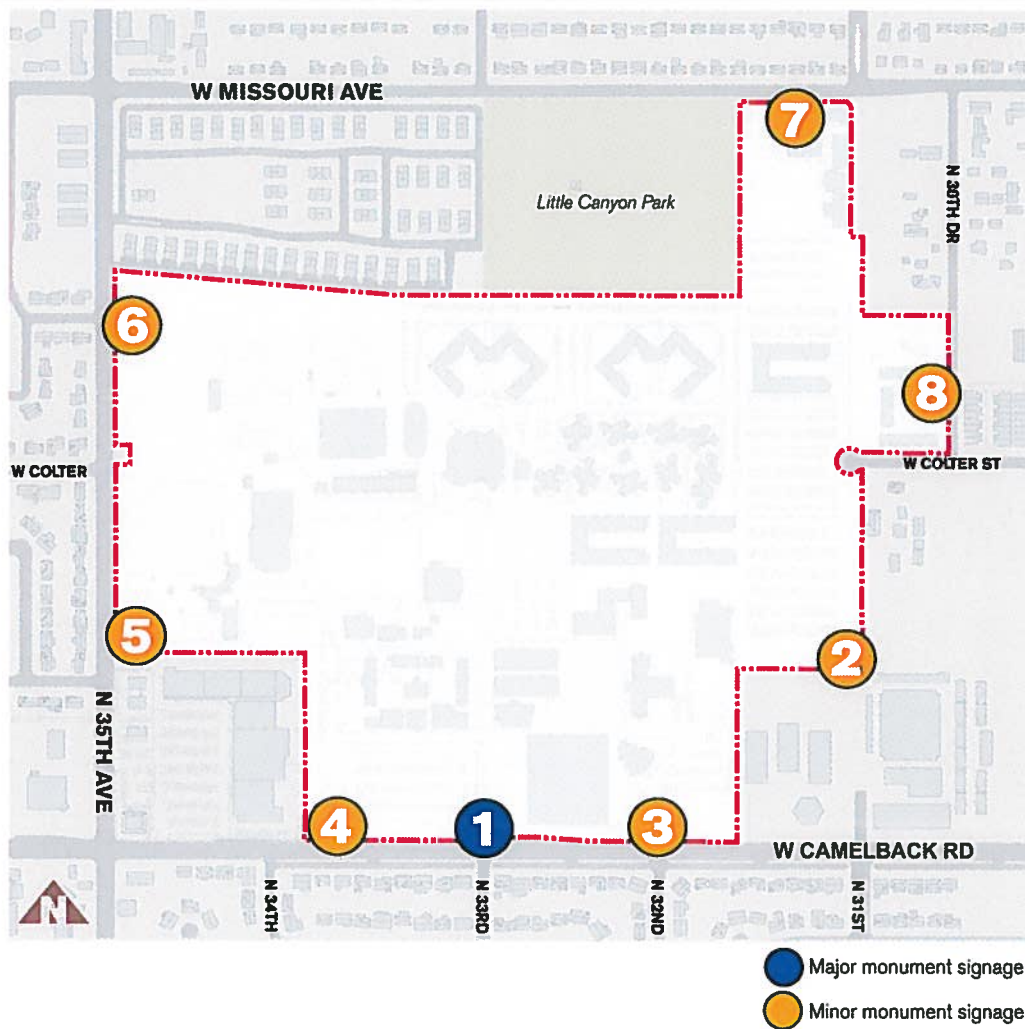 W MISSOURI AVE
7
N 30TH DR
Little Canyon Park
6
8
W COLTER
W COLTER ST
5
2
N 35TH AVE
4
1
3
W CAMELBACK RD
N
N 34TH
N 33RD
N 32ND
N 31ST
Major monument signage
Minor monument signage